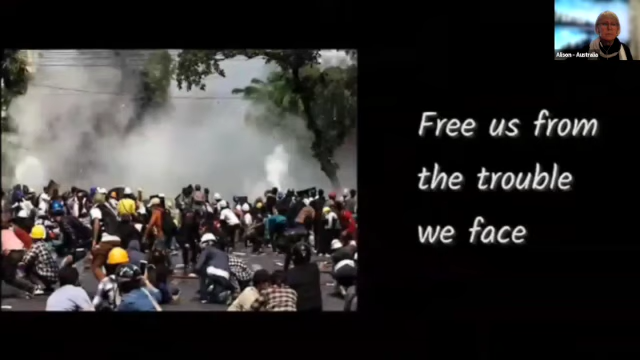 Alison - Australia
Free us from
the trouble
we face